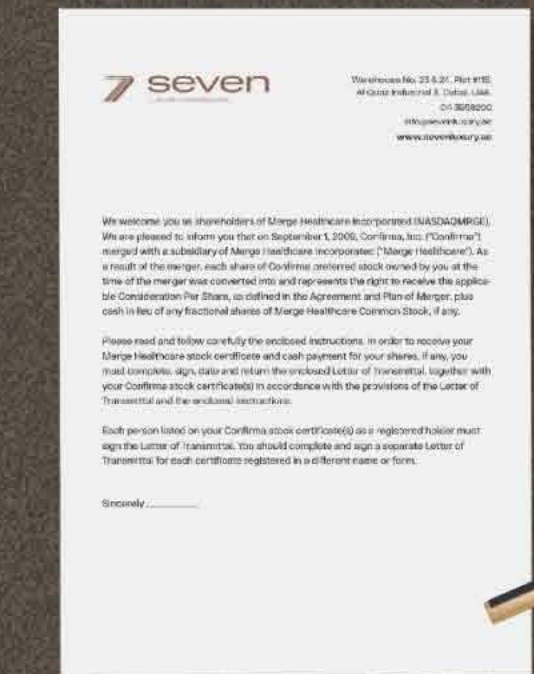 7 seven
Warehouse No. 23 & 24, Plot #115,
Al Quoz Industrial 3, Dubai, UAE.
info@sevenluxury.ae
www.sevenluxury.ae
We welcome you as shareholders of Merge Healthcare Incorporated (NASDAQ:MRGE).
We are pleased to inform you that on September 1, 2009, Confirma, Inc. ("Confirma")
merged with a subsidiary of Merge Healthcare Incorporated ("Merge Healthcare"). As
a result of the merger, each share of Confirma preferred stock owned by you at the
time of the merger was converted into and represents the right to receive the applica-
ble Consideration Per Share, as defined in the Agreement and Plan of Merger, plus
cash in lieu of any fractional shares of Merge Healthcare Common Stock, if any.
Please read and follow carefully the enclosed instructions. In order to receive your
Merge Healthcare stock certificate and cash payment for your shares, if any, you
must complete, sign, date and return the enclosed Letter of Transmittal, together with
your Confirma stock certificate(s) in accordance with the provisions of the Letter of
Transmittal and the enclosed instructions.
Each person listed on your Confirma stock certificate(s) as a registered holder must
sign the Letter of Transmittal. You should complete and sign a separate Letter of
Transmittal for each certificate registered in a different name or form.
Sincerely